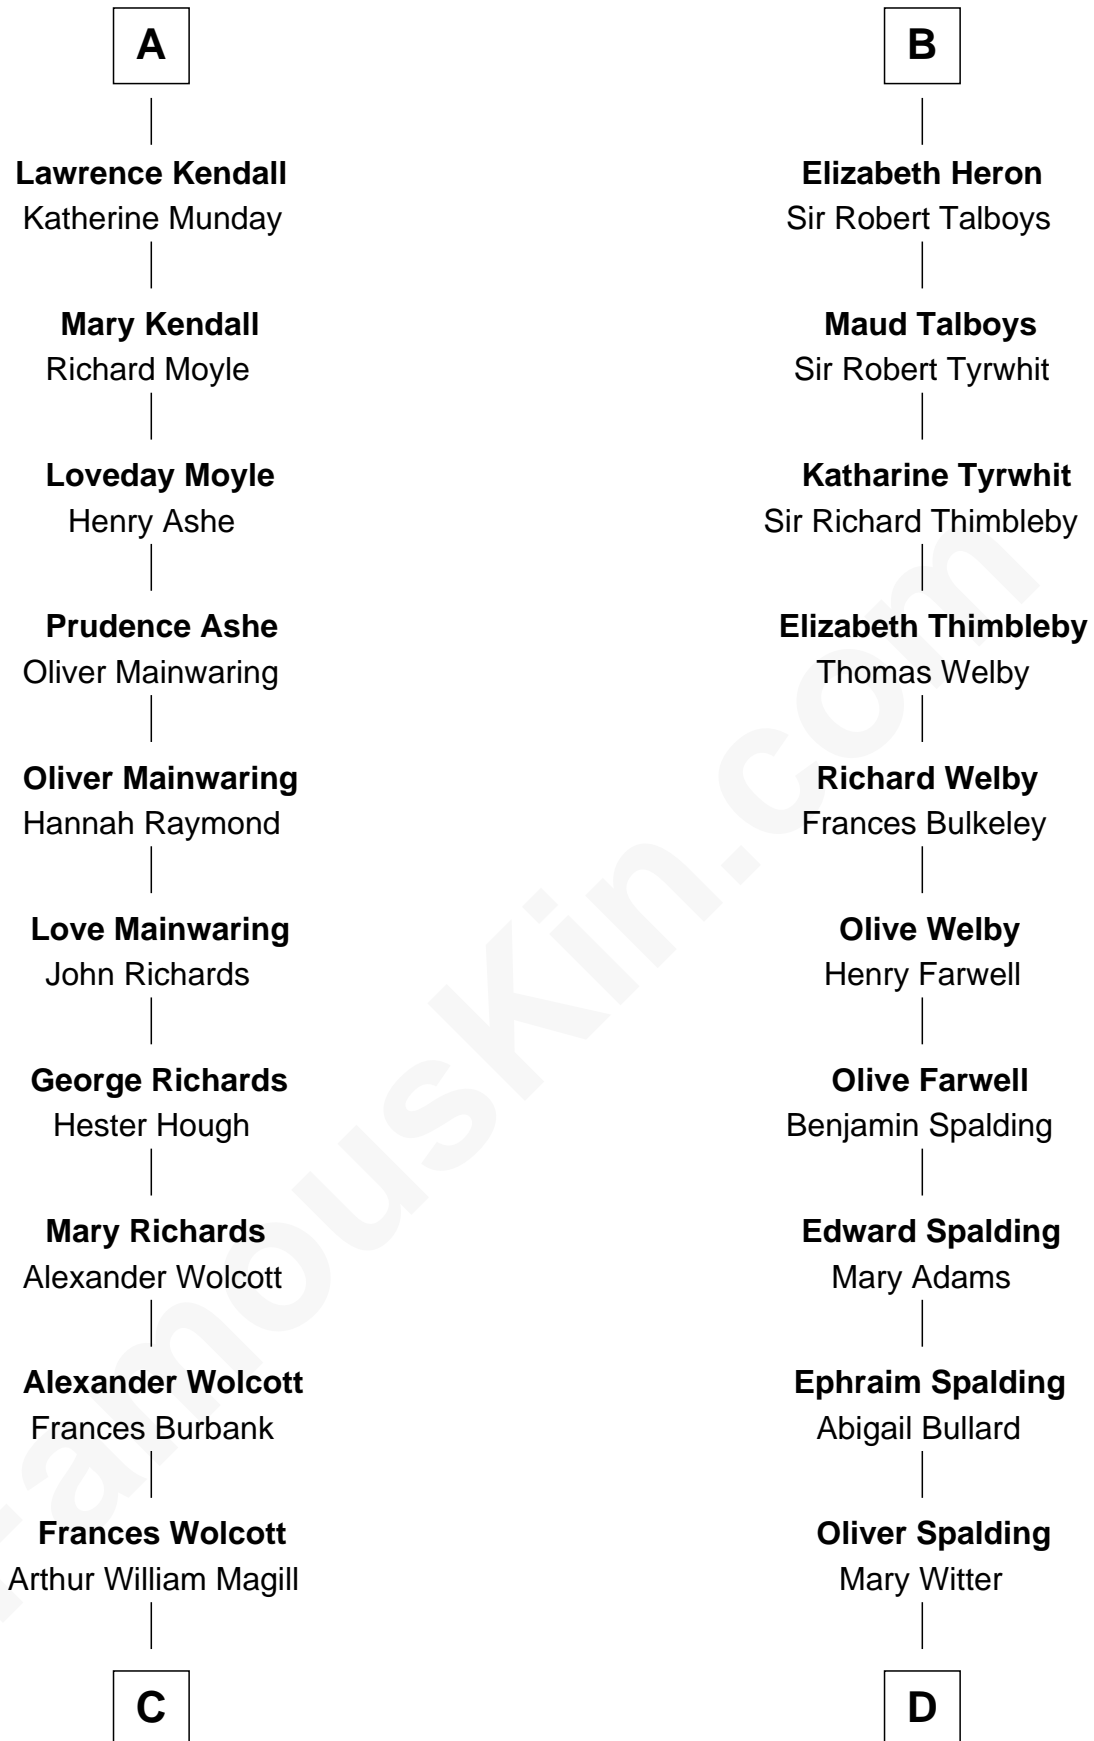 A
Lawrence Kendall
Katherine Munday
Mary Kendall
Richard Moyle
Loveday Moyle
Henry Ashe
Prudence Ashe
Oliver Mainwaring
Oliver Mainwaring
Hannah Raymond
Love Mainwaring
John Richards
George Richards
Hester Hough
Mary Richards
Alexander Wolcott
Alexander Wolcott
Frances Burbank
Frances Wolcott
Arthur William Magill
C
B
Elizabeth Heron
Sir Robert Talboys
Maud Talboys
Sir Robert Tyrwhit
Katharine Tyrwhit
Sir Richard Thimbleby
Elizabeth Thimbleby
Thomas Welby
Richard Welby
Frances Bulkeley
Olive Welby
Henry Farwell
Olive Farwell
Benjamin Spalding
Edward Spalding
Mary Adams
Ephraim Spalding
Abigail Bullard
Oliver Spalding
Mary Witter
D
FamousKin.com